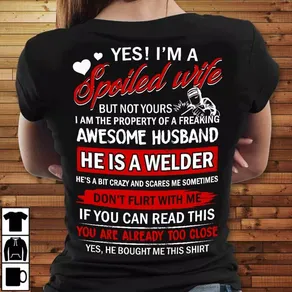 YES! I'M A
Spoiled wife
BUT NOT YOURS
I AM THE PROPERTY OF A FREAKING
AWESOME HUSBAND
HE IS A WELDER
HE'S A BIT CRAZY AND SCARES ME SOMETIMES
DON'T FLIRT WITH ME
IF YOU CAN READ THIS
YOU ARE ALREADY TOO CLOSE
YES, HE BOUGHT ME THIS SHIRT